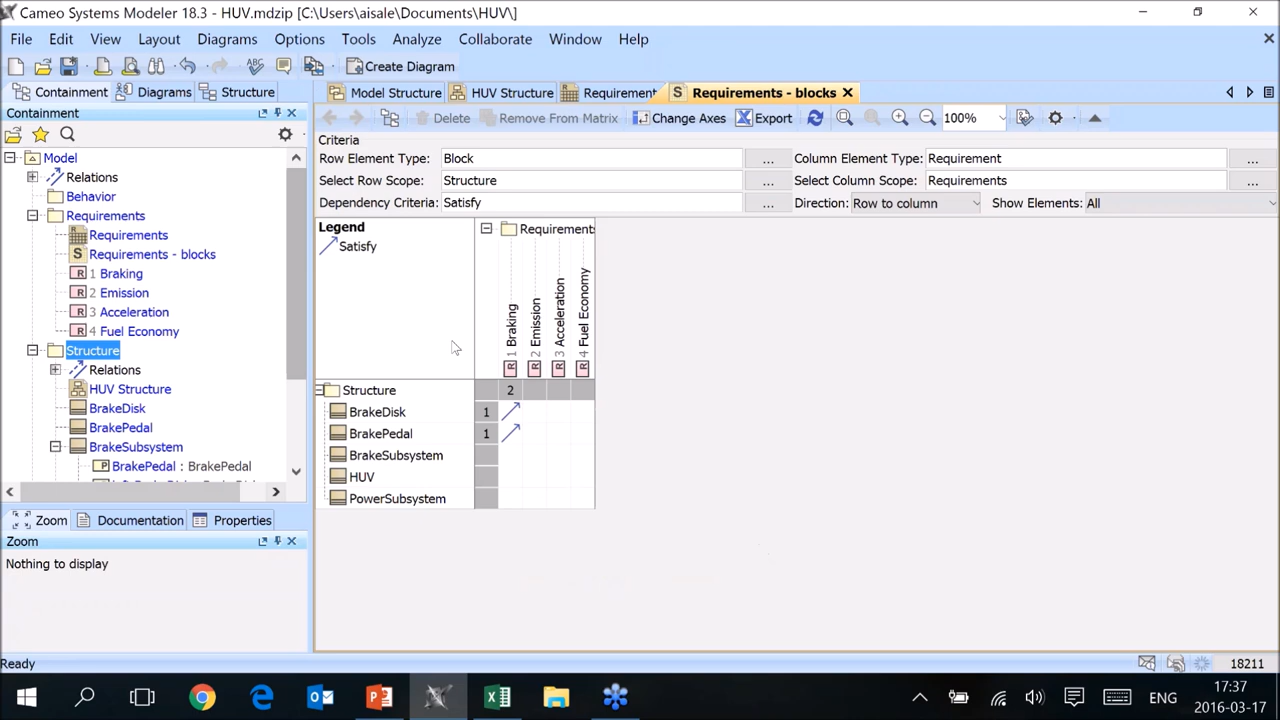 Cameo Systems Modeler 18.3 - HUV.mdzip [C:\Users\aisale\Documents\HUV\]
File Edit View Layout Diagrams Options Tools Analyze Collaborate Window Help
ABC Create Diagram
Containment Diagrams Structure
Model Structure HUV Structure Requirement Requirements - blocks
Containment
Delete Remove From Matrix Change Axes Export 100%
Criteria
Row Element Type: Block ... Column Element Type: Requirement ...
Select Row Scope: Structure ... Select Column Scope: Requirements ...
Dependency Criteria: Satisfy ... Direction: Row to column Show Elements: All
Model
Relations
Behavior
Requirements
Requirements
Requirements - blocks
R 1 Braking
R 2 Emission
R 3 Acceleration
R 4 Fuel Economy
Structure
Relations
HUV Structure
BrakeDisk
BrakePedal
BrakeSubsystem
P BrakePedal : BrakePedal
Legend
Satisfy
Requirements
R 1 Braking
R 2 Emission
R 3 Acceleration
R 4 Fuel Economy
Structure 2
BrakeDisk 1
BrakePedal 1
BrakeSubsystem
HUV
PowerSubsystem
Zoom Documentation Properties
Zoom
Nothing to display
Ready 18211
ENG 17:37
2016-03-17